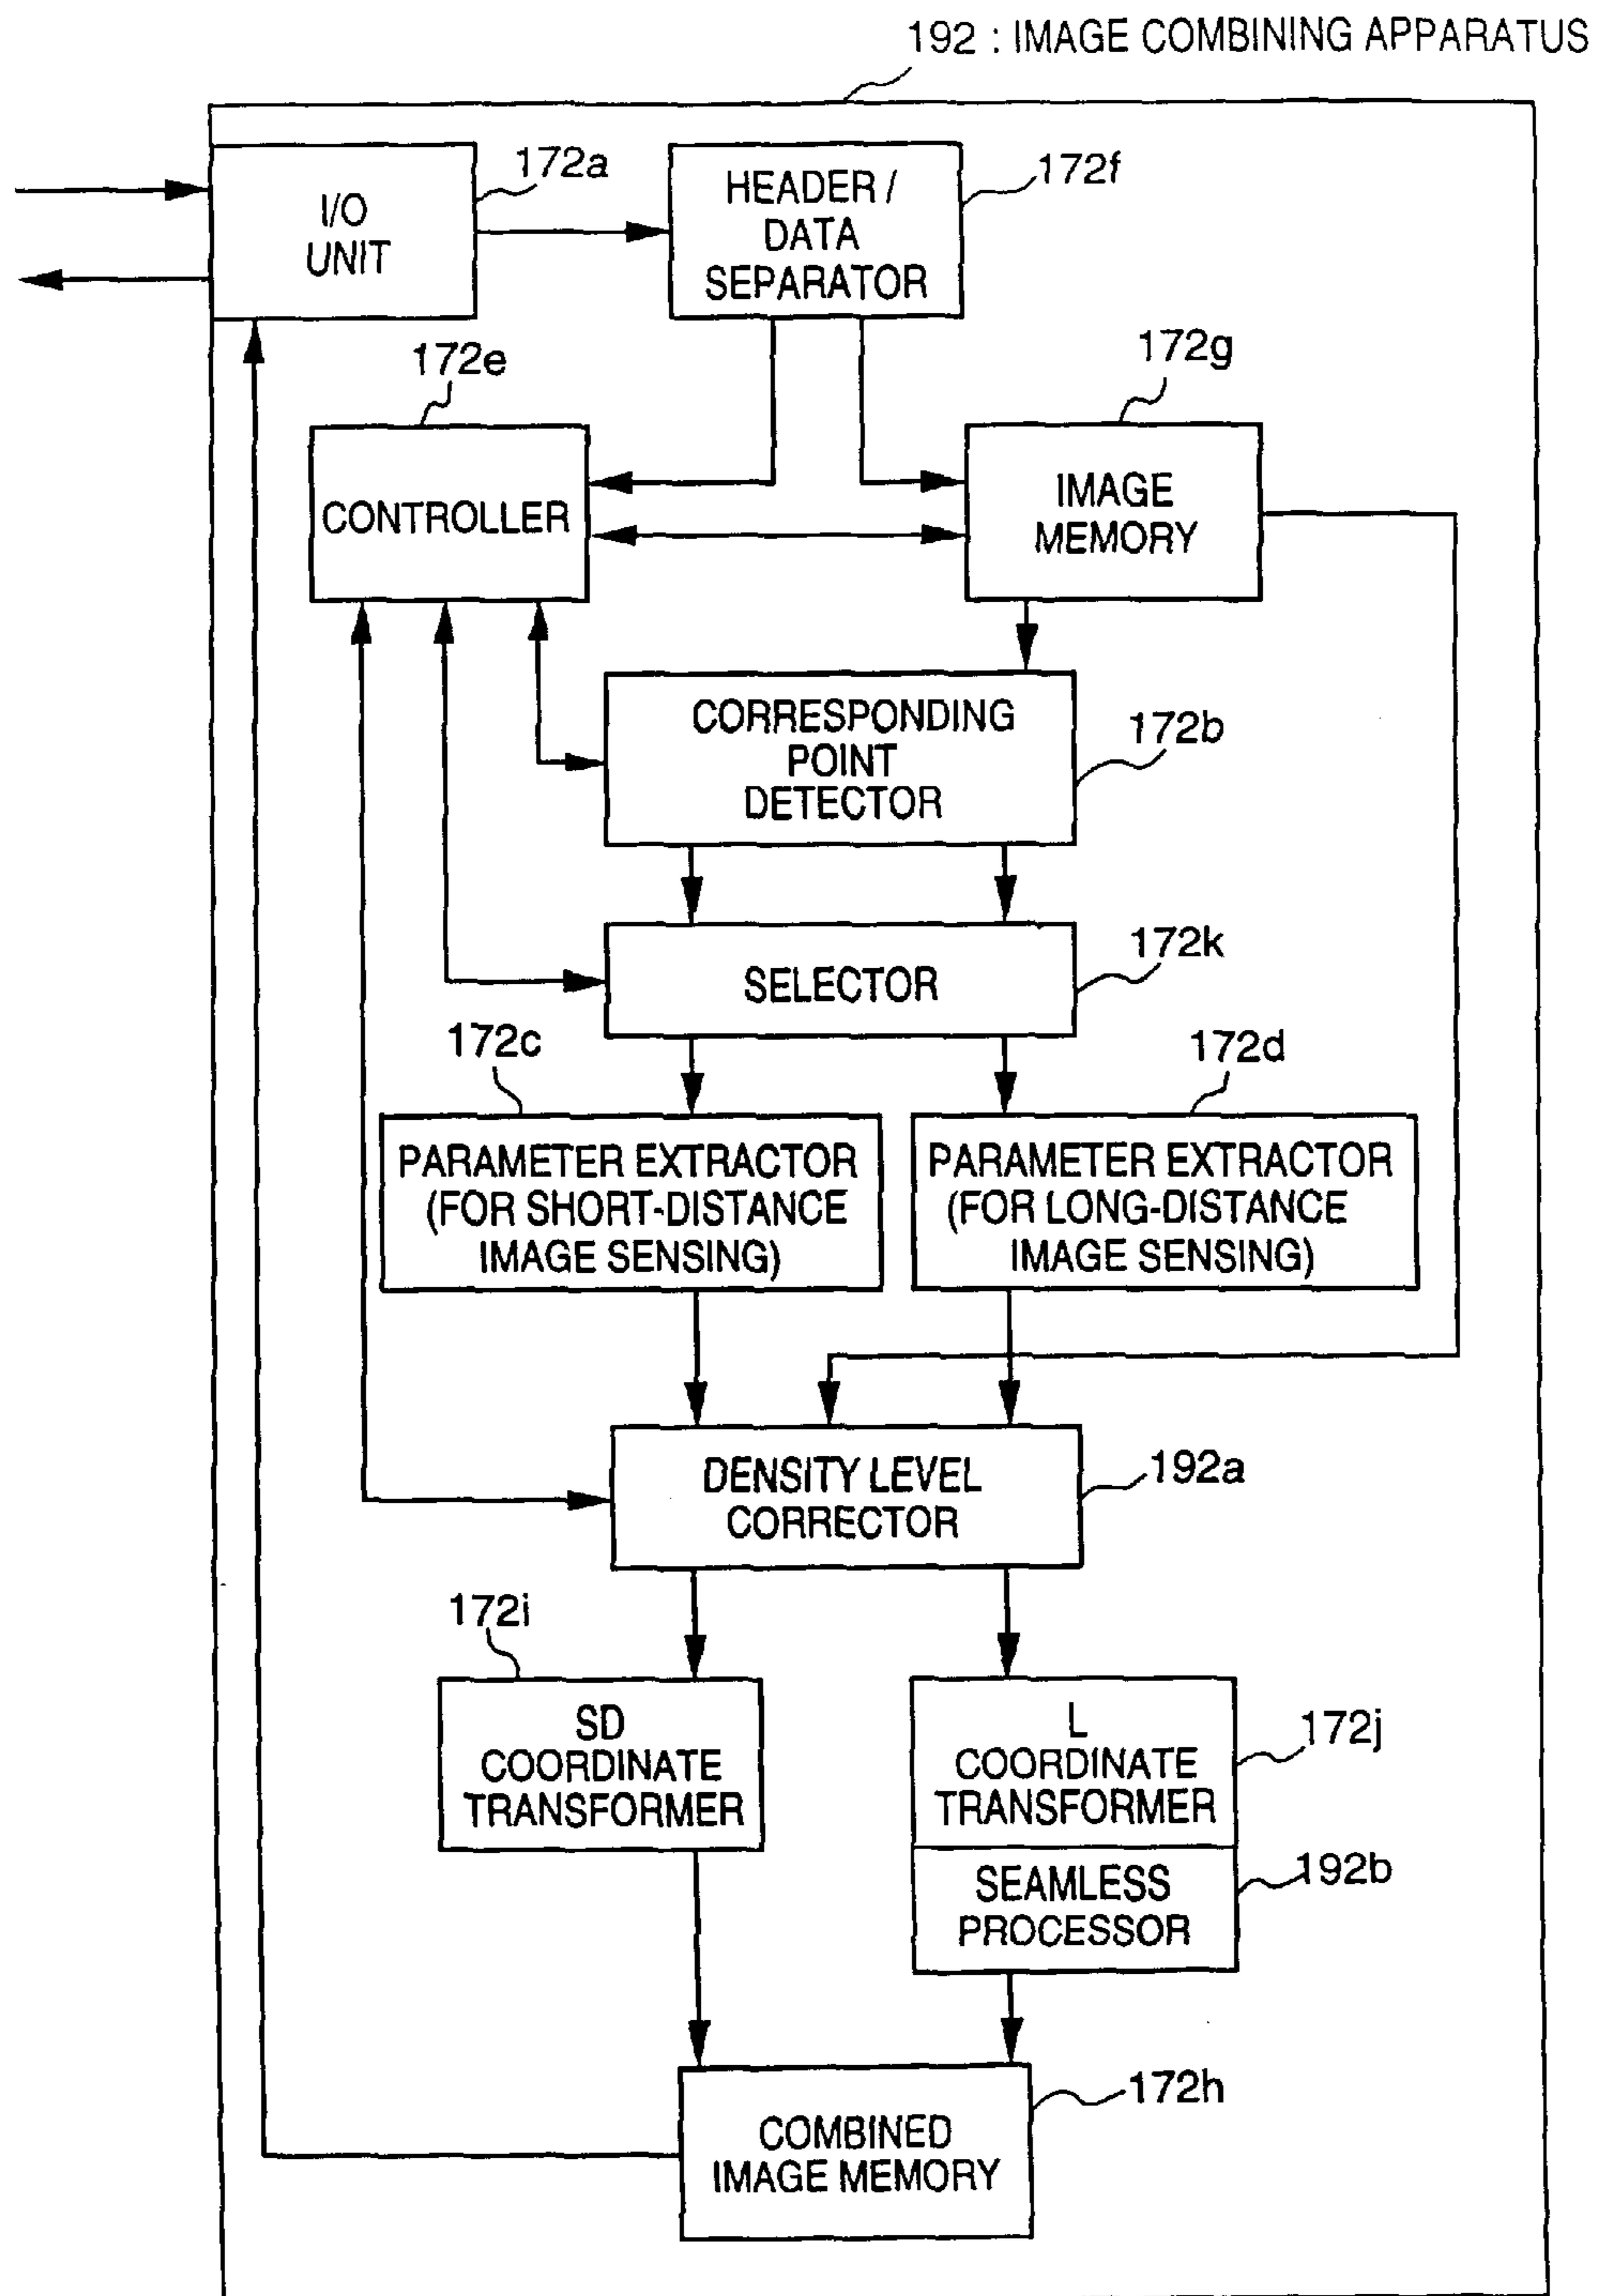 192 : IMAGE COMBINING APPARATUS
172a
172f
I/O
UNIT
HEADER /
DATA
SEPARATOR
172e
172g
CONTROLLER
IMAGE
MEMORY
CORRESPONDING
POINT
DETECTOR
172b
SELECTOR
172k
172c
172d
PARAMETER EXTRACTOR
(FOR SHORT-DISTANCE
IMAGE SENSING)
PARAMETER EXTRACTOR
(FOR LONG-DISTANCE
IMAGE SENSING)
DENSITY LEVEL
CORRECTOR
192a
172i
SD
COORDINATE
TRANSFORMER
L
COORDINATE
TRANSFORMER
172j
SEAMLESS
PROCESSOR
192b
172h
COMBINED
IMAGE MEMORY